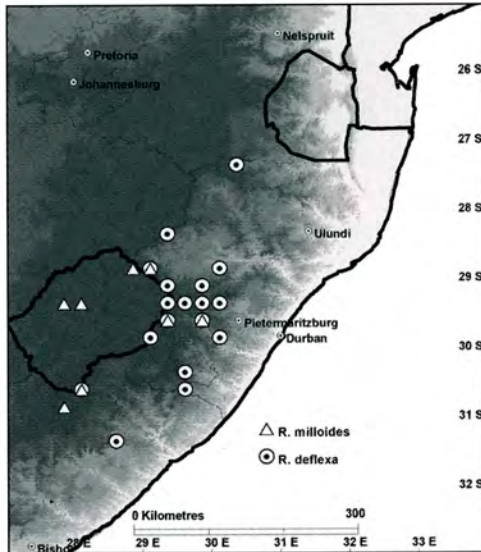 Nelspruit
Pretoria
26 S
Johannesburg
27 S
28 S
Ulundi
29 S
Pietermaritzburg
Durban
30 S
31 S
R. milloides
R. deflexa
32 S
0 Kilometres 300
Bisho
28 E 29 E 30 E 31 E 32 E 33 E